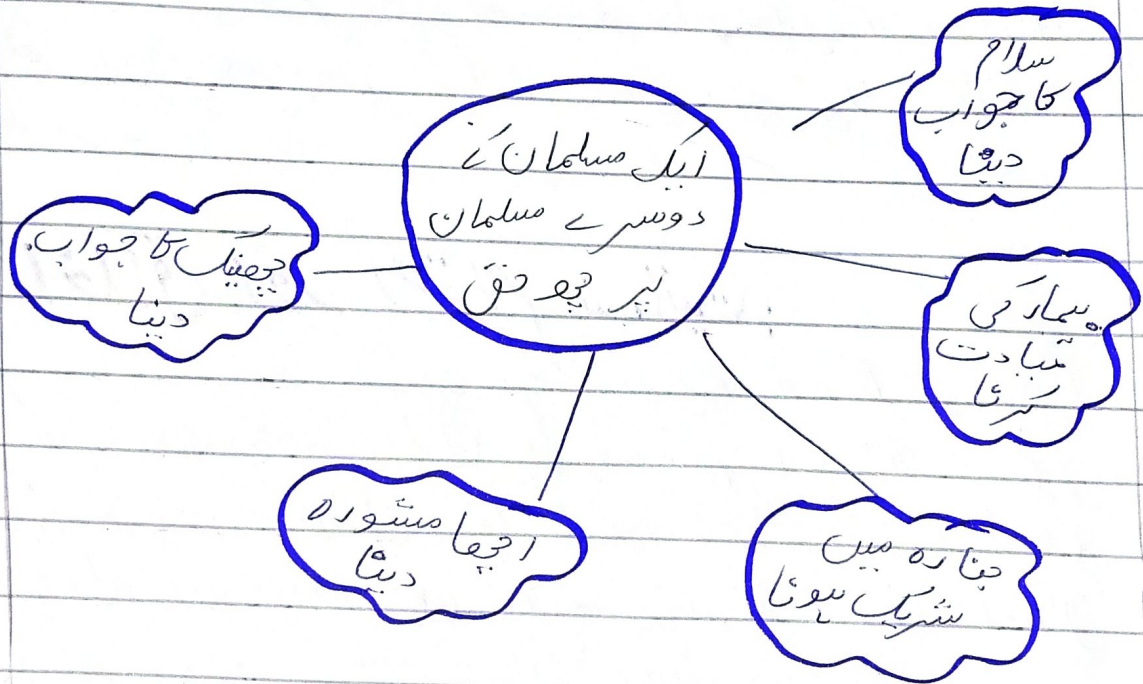 ایک مسلمان کے
دوسرے مسلمان
پر چھ حق
سلام
کا جواب
دینا
بیمار کی
عیادت
کرنا
جنازہ میں
شریک ہونا
اچھا مشورہ
دینا
چھینک کا جواب
دینا